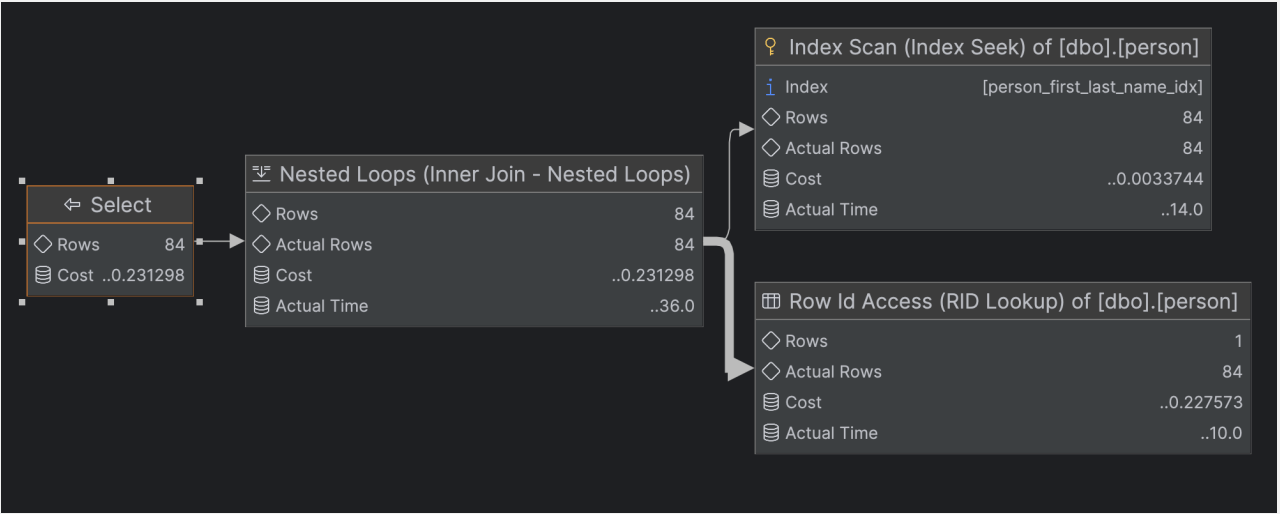 Select
Rows 84
Cost ..0.231298
Nested Loops (Inner Join - Nested Loops)
Rows 84
Actual Rows 84
Cost ..0.231298
Actual Time ..36.0
Index Scan (Index Seek) of [dbo].[person]
Index [person_first_last_name_idx]
Rows 84
Actual Rows 84
Cost ..0.0033744
Actual Time ..14.0
Row Id Access (RID Lookup) of [dbo].[person]
Rows 1
Actual Rows 84
Cost ..0.227573
Actual Time ..10.0